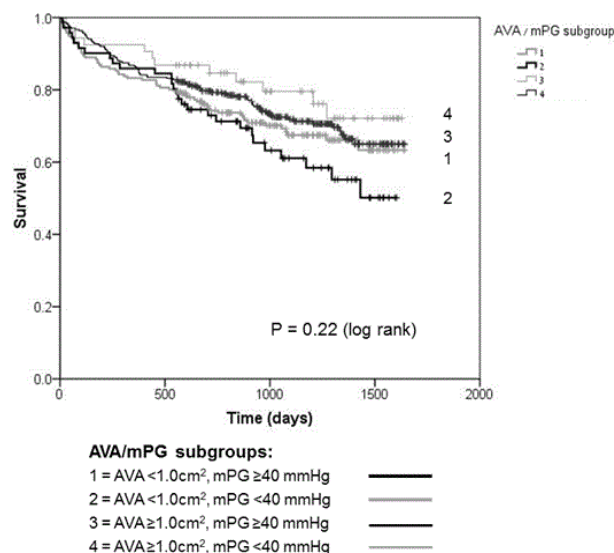 AVA / mPG subgroup
1
2
3
4
1.0
0.8
0.6
0.4
0.2
0.0
Survival
4
3
1
2
P = 0.22 (log rank)
0
500
1000
1500
2000
Time (days)
AVA/mPG subgroups:
1 = AVA <1.0cm², mPG ≥40 mmHg
2 = AVA <1.0cm², mPG <40 mmHg
3 = AVA ≥1.0cm², mPG ≥40 mmHg
4 = AVA ≥1.0cm², mPG <40 mmHg